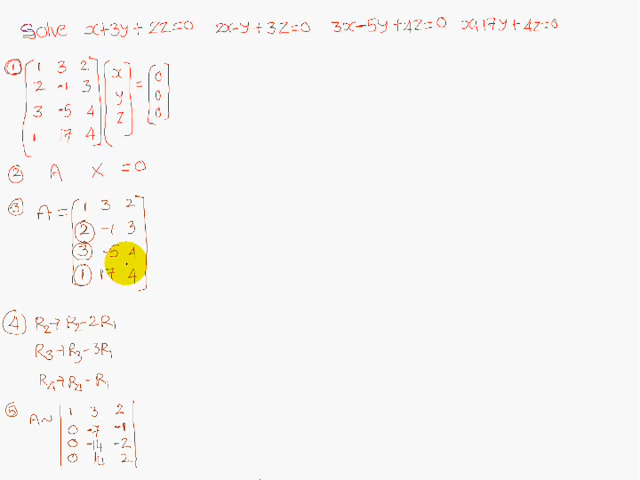 Solve x+3y+2z=0 2x-y+3z=0 3x-5y+4z=0 x+17y+4z=0
① [1 3 2] [x] = [0]
2 -1 3 y 0
3 -5 4 z 0
1 17 4
② A X =0
③ A = [1 3 2]
② -1 3
③ -5 4
① 17 4
④ R2→R2-2R1
R3→R3-3R1
R4→R4-R1
⑤ A~ |1 3 2|
0 -7 -1
0 -14 -2
0 14 2